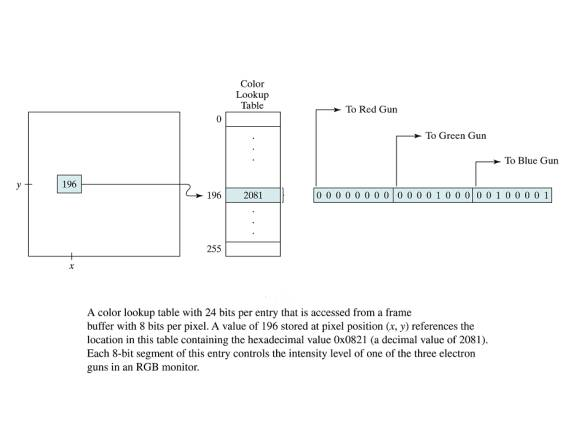 Color
Lookup
Table
0
To Red Gun
To Green Gun
To Blue Gun
y
196
196
2081
0 0 0 0 0 0 0 0 0 0 0 0 1 0 0 0 0 0 1 0 0 0 0 1
255
x
A color lookup table with 24 bits per entry that is accessed from a frame
buffer with 8 bits per pixel. A value of 196 stored at pixel position (x, y) references the
location in this table containing the hexadecimal value 0x0821 (a decimal value of 2081).
Each 8-bit segment of this entry controls the intensity level of one of the three electron
guns in an RGB monitor.